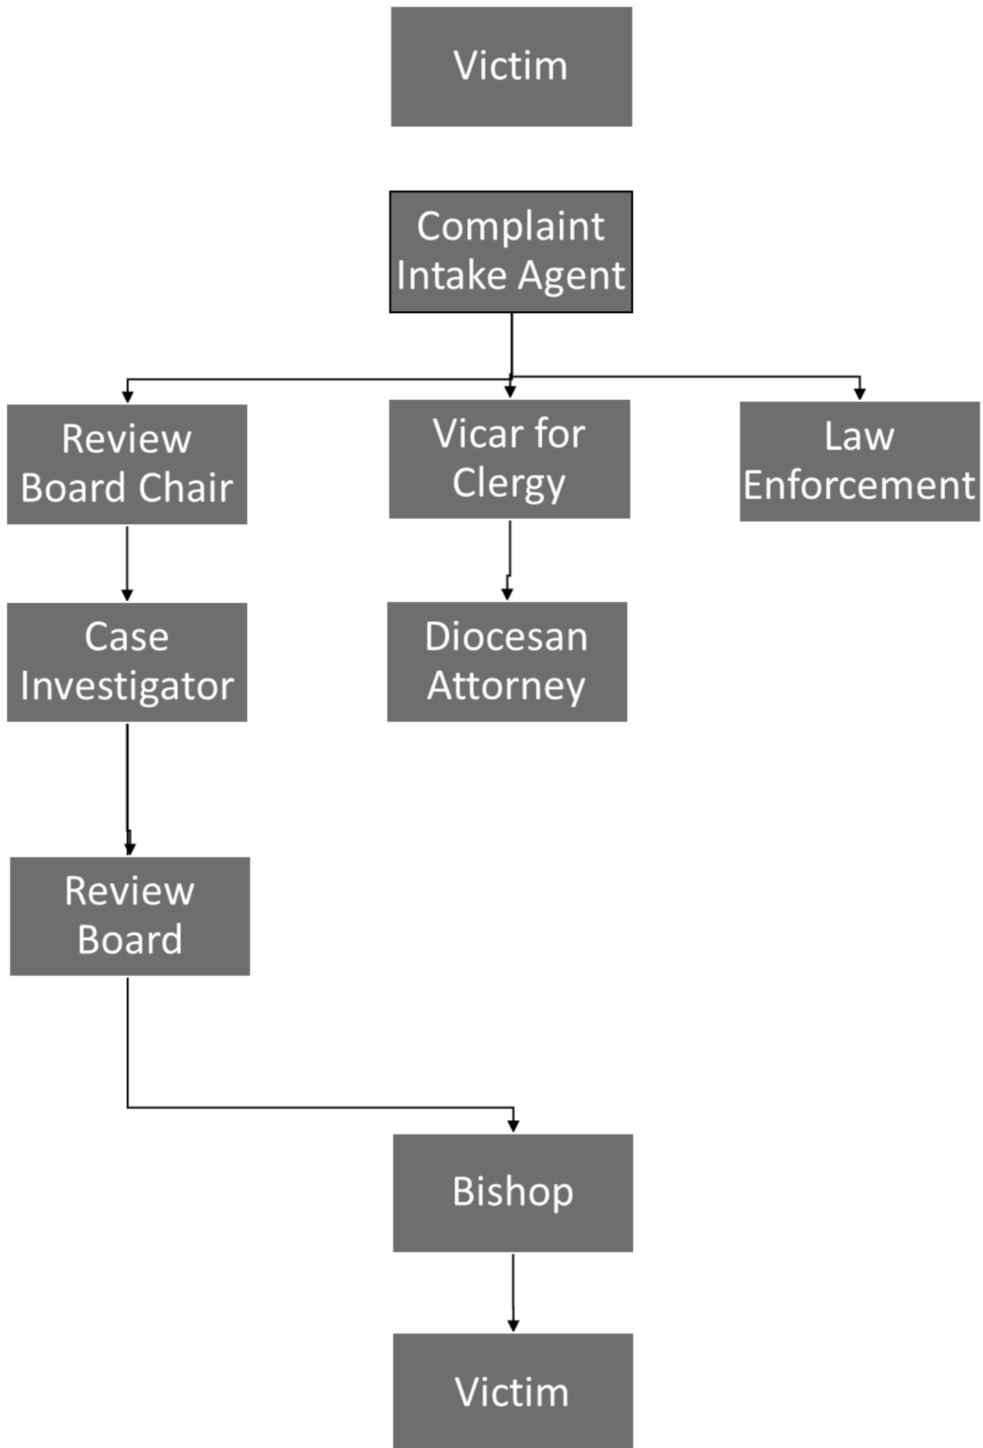 Victim
Complaint
Intake Agent
Review
Board Chair
Vicar for
Clergy
Law
Enforcement
Case
Investigator
Diocesan
Attorney
Review
Board
Bishop
Victim